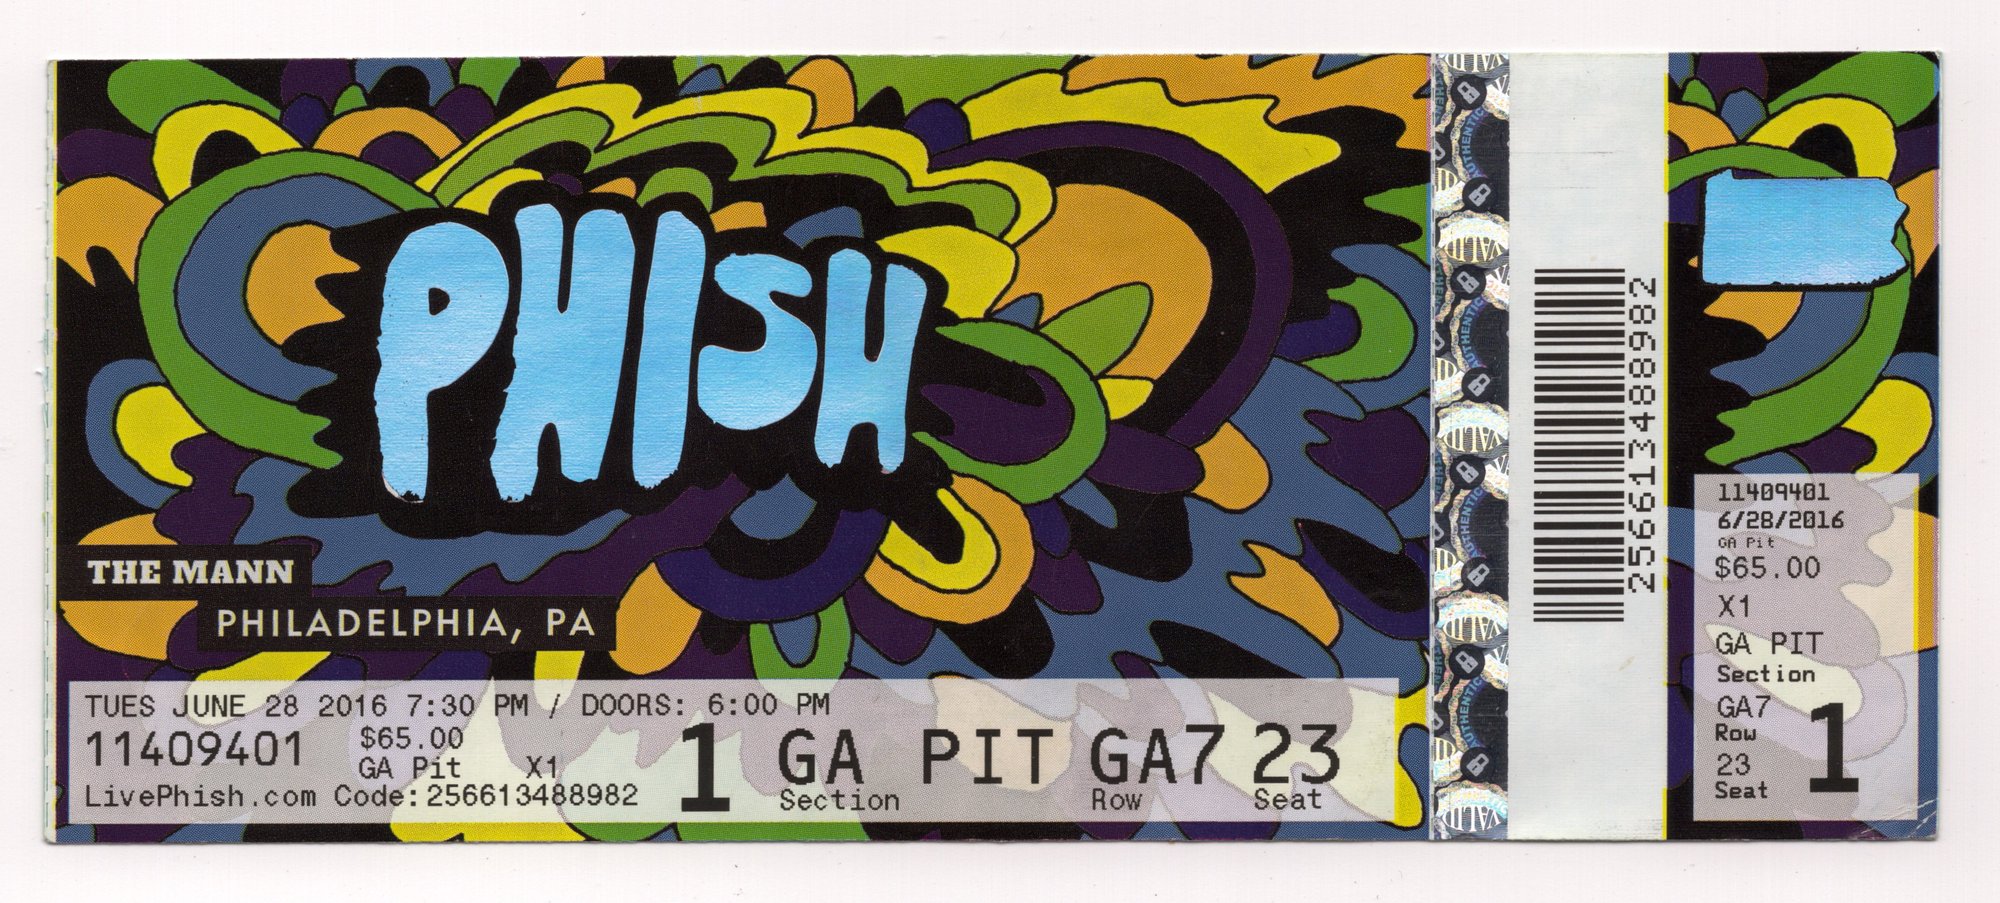 PHISH
THE MANN
PHILADELPHIA, PA
TUES JUNE 28 2016 7:30 PM / DOORS: 6:00 PM
11409401
$65.00
GA Pit X1
LivePhish.com Code:256613488982
1
GA PIT
Section
GA7
Row
23
Seat
VALID
AUTHENTIC
256613488982
11409401
6/28/2016
GA Pit
$65.00
X1
GA PIT
Section
GA7
Row
23
Seat
1